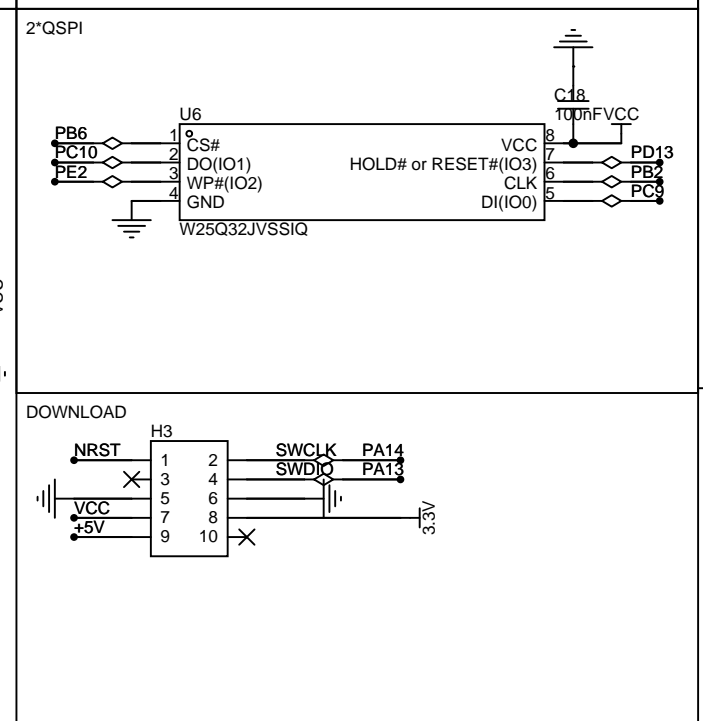 2*QSPI
C18
100nF VCC
U6
PB6 1 CS# VCC 8
PC10 2 DO(IO1) HOLD# or RESET#(IO3) 7 PD13
PE2 3 WP#(IO2) CLK 6 PB2
4 GND DI(IO0) 5 PC9
W25Q32JVSSIQ
DOWNLOAD
H3
NRST 1 2 SWCLK PA14
3 4 SWDIO PA13
5 6
VCC 7 8 3.3V
+5V 9 10